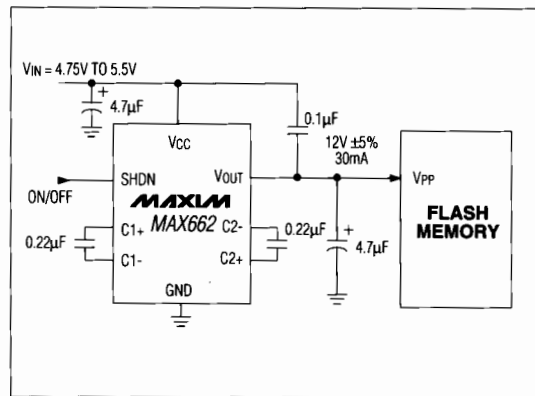 VIN = 4.75V TO 5.5V
+
4.7µF
0.1µF
12V ±5%
30mA
VCC
SHDN
VOUT
VPP
ON/OFF
MAXIM
MAX662
FLASH
MEMORY
C1+
C2-
0.22µF
0.22µF
+
4.7µF
C1-
C2+
GND